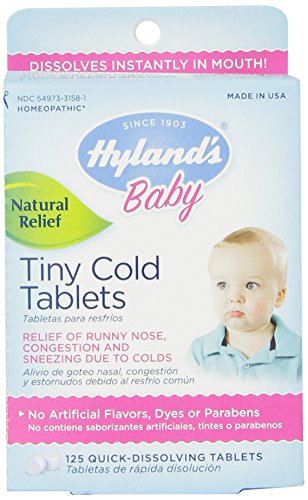 DISSOLVES INSTANTLY IN MOUTH!
NDC 54973-3158-1
HOMEOPATHIC*
MADE IN USA
SINCE 1903
Hyland's®
Baby
Natural
Relief
Tiny Cold
Tablets
Tabletas para resfríos
RELIEF OF RUNNY NOSE,
CONGESTION AND
SNEEZING DUE TO COLDS
Alivio de goteo nasal, congestión
y estornudos debido al resfrío común
• No Artificial Flavors, Dyes or Parabens
No contiene saborizantes artificiales, tintes o parabenos
125 QUICK-DISSOLVING TABLETS
Tabletas de rápida disolución